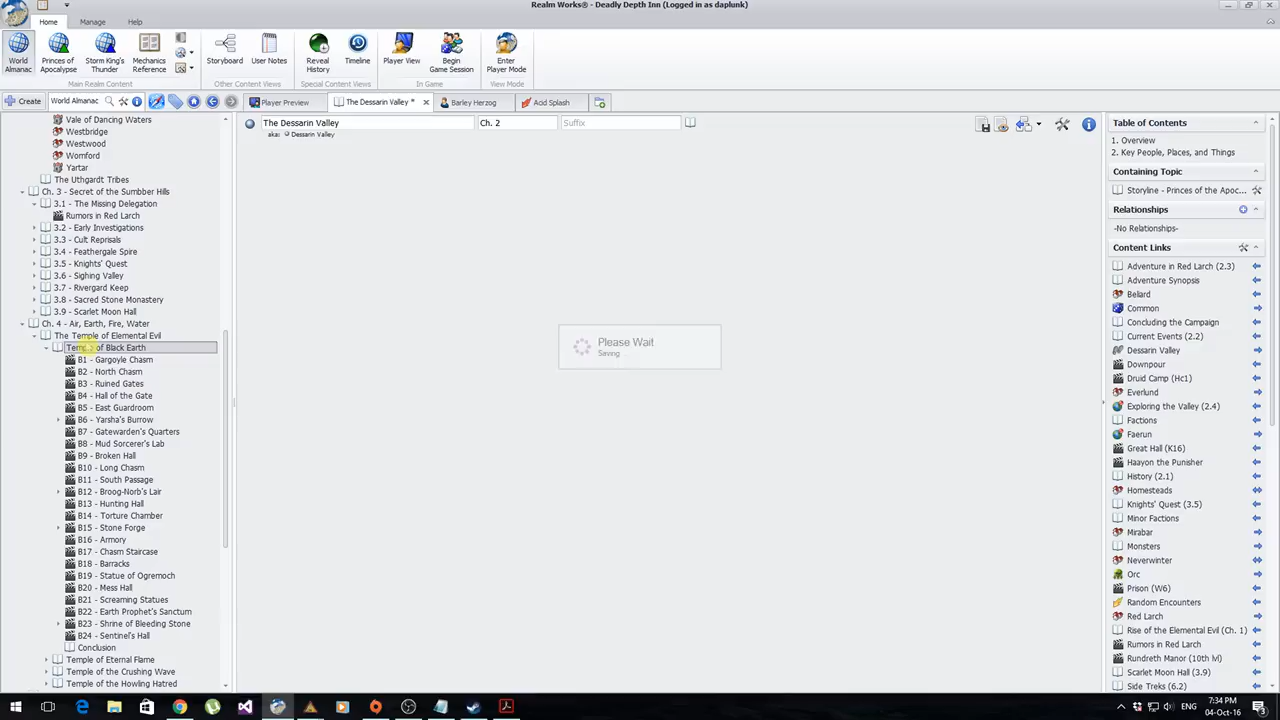 Realm Works® - Deadly Depth Inn (Logged in as daplunk)
Home Manage Help
World Almanac
Princes of Apocalypse
Storm King's Thunder
Mechanics Reference
Storyboard
User Notes
Reveal History
Timeline
Player View
Begin Game Session
Enter Player Mode
Main Realm Content
Other Content Views
Special Content Views
In Game
View Mode
Create
World Almanac
Player Preview
The Dessarin Valley *
Barley Herzog
Acid Splash
Vale of Dancing Waters
Westbridge
Westwood
Womford
Yartar
The Uthgardt Tribes
Ch. 3 - Secret of the Sumbber Hills
3.1 - The Missing Delegation
Rumors in Red Larch
3.2 - Early Investigations
3.3 - Cult Reprisals
3.4 - Feathergale Spire
3.5 - Knights' Quest
3.6 - Sighing Valley
3.7 - Rivergard Keep
3.8 - Sacred Stone Monastery
3.9 - Scarlet Moon Hall
Ch. 4 - Air, Earth, Fire, Water
The Temple of Elemental Evil
Temple of Black Earth
B1 - Gargoyle Chasm
B2 - North Chasm
B3 - Ruined Gates
B4 - Hall of the Gate
B5 - East Guardroom
B6 - Yarsha's Burrow
B7 - Gatewarden's Quarters
B8 - Mud Sorcerer's Lab
B9 - Broken Hall
B10 - Long Chasm
B11 - South Passage
B12 - Broog-Norb's Lair
B13 - Hunting Hall
B14 - Torture Chamber
B15 - Stone Forge
B16 - Armory
B17 - Chasm Staircase
B18 - Barracks
B19 - Statue of Ogremoch
B20 - Mess Hall
B21 - Screaming Statues
B22 - Earth Prophet's Sanctum
B23 - Shrine of Bleeding Stone
B24 - Sentinel's Hall
Conclusion
Temple of Eternal Flame
Temple of the Crushing Wave
Temple of the Howling Hatred
The Dessarin Valley
Ch. 2
Suffix
aka: Dessarin Valley
Please Wait
Saving
Table of Contents
1. Overview
2. Key People, Places, and Things
Containing Topic
Storyline - Princes of the Apoc...
Relationships
-No Relationships-
Content Links
Adventure in Red Larch (2.3)
Adventure Synopsis
Beliard
Common
Concluding the Campaign
Current Events (2.2)
Dessarin Valley
Downpour
Druid Camp (Hc1)
Everlund
Exploring the Valley (2.4)
Factions
Faerun
Great Hall (K16)
Haayon the Punisher
History (2.1)
Homesteads
Knights' Quest (3.5)
Minor Factions
Mirabar
Monsters
Neverwinter
Orc
Prison (W6)
Random Encounters
Red Larch
Rise of the Elemental Evil (Ch. 1)
Rumors in Red Larch
Rundreth Manor (10th lvl)
Scarlet Moon Hall (3.9)
Side Treks (6.2)
7:34 PM
04-Oct-16